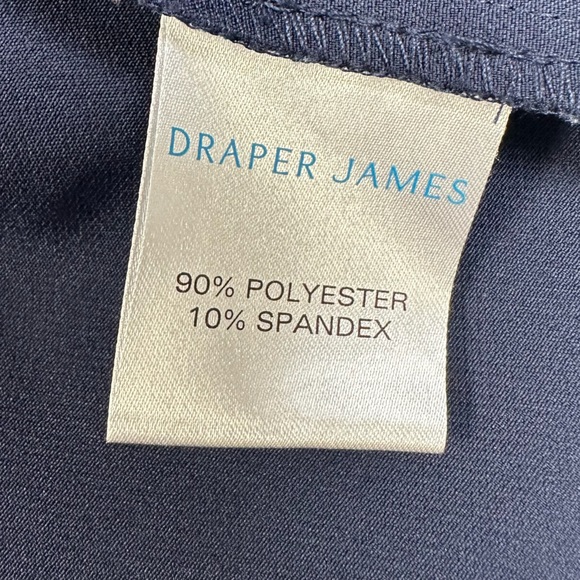 DRAPER JAMES
90% POLYESTER
10% SPANDEX